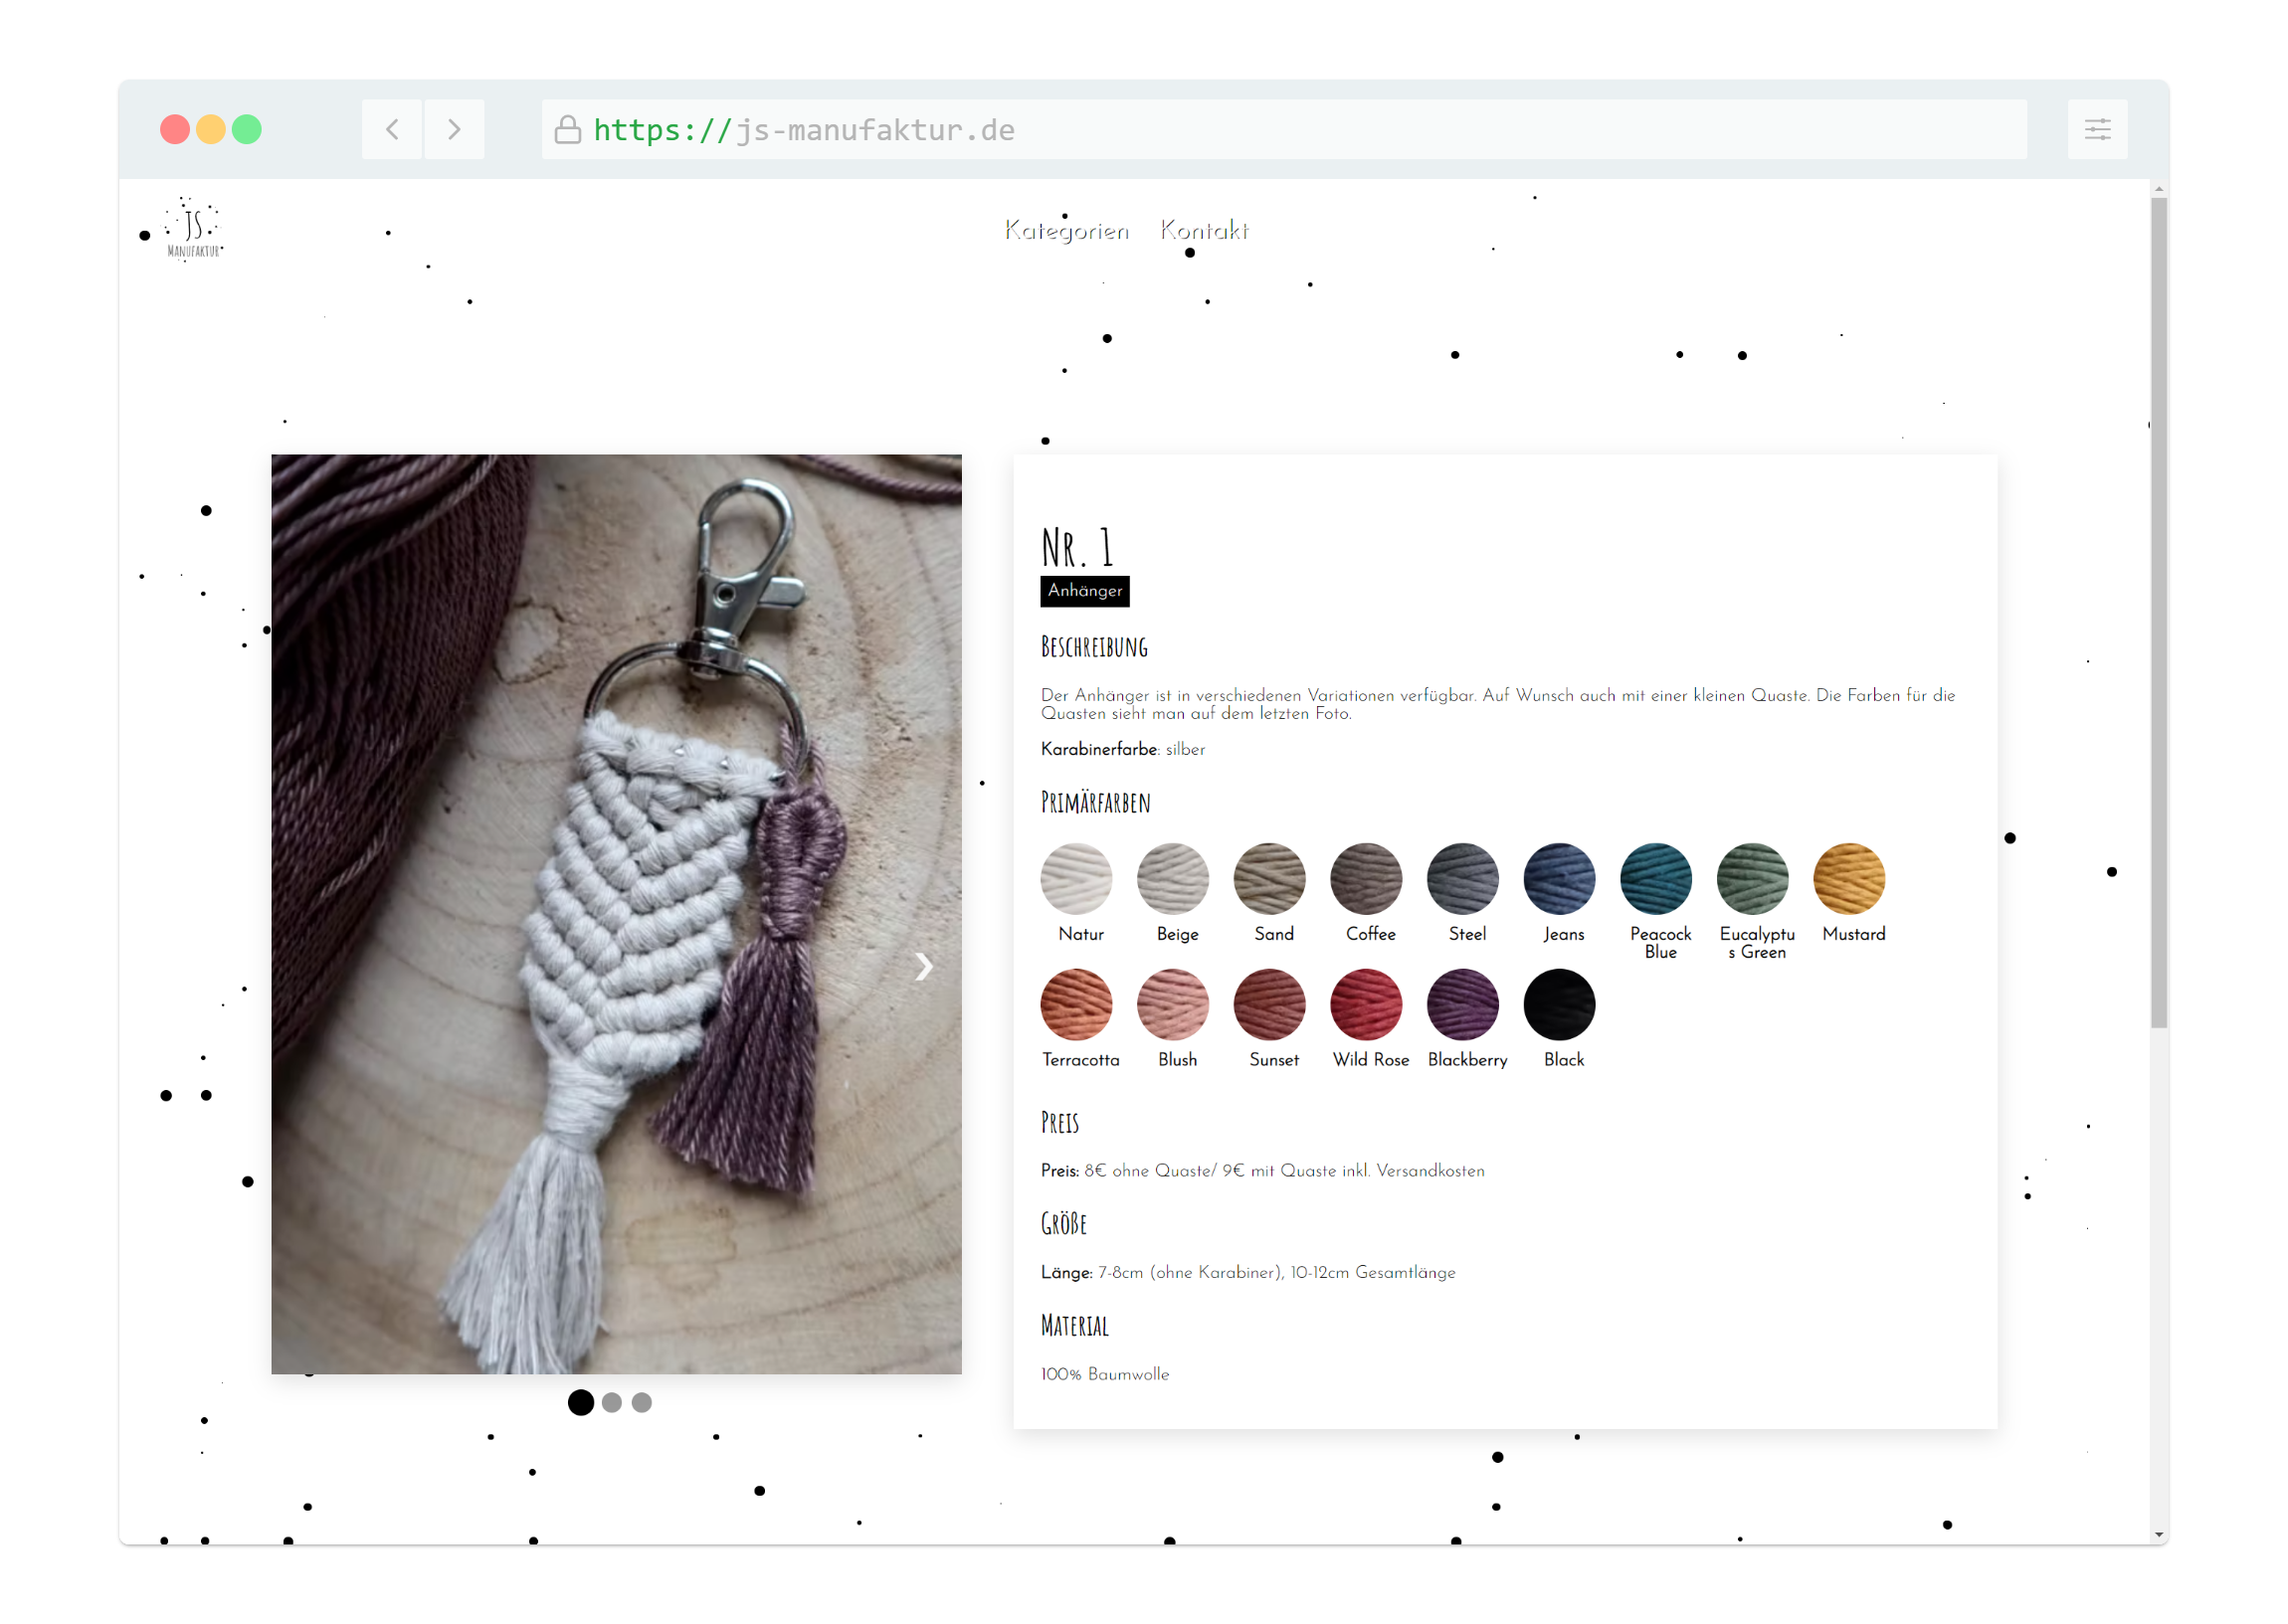 https://js-manufaktur.de
JS
Manufaktur
Kategorien Kontakt
Nr. 1
Anhänger
Beschreibung
Der Anhänger ist in verschiedenen Variationen verfügbar. Auf Wunsch auch mit einer kleinen Quaste. Die Farben für die
Quasten sieht man auf dem letzten Foto.
Karabinerfarbe: silber
Primärfarben
Natur Beige Sand Coffee Steel Jeans Peacock Eucalyptu Mustard
Blue s Green
Terracotta Blush Sunset Wild Rose Blackberry Black
Preis
Preis: 8€ ohne Quaste/ 9€ mit Quaste inkl. Versandkosten
Größe
Länge: 7-8cm (ohne Karabiner), 10-12cm Gesamtlänge
Material
100% Baumwolle